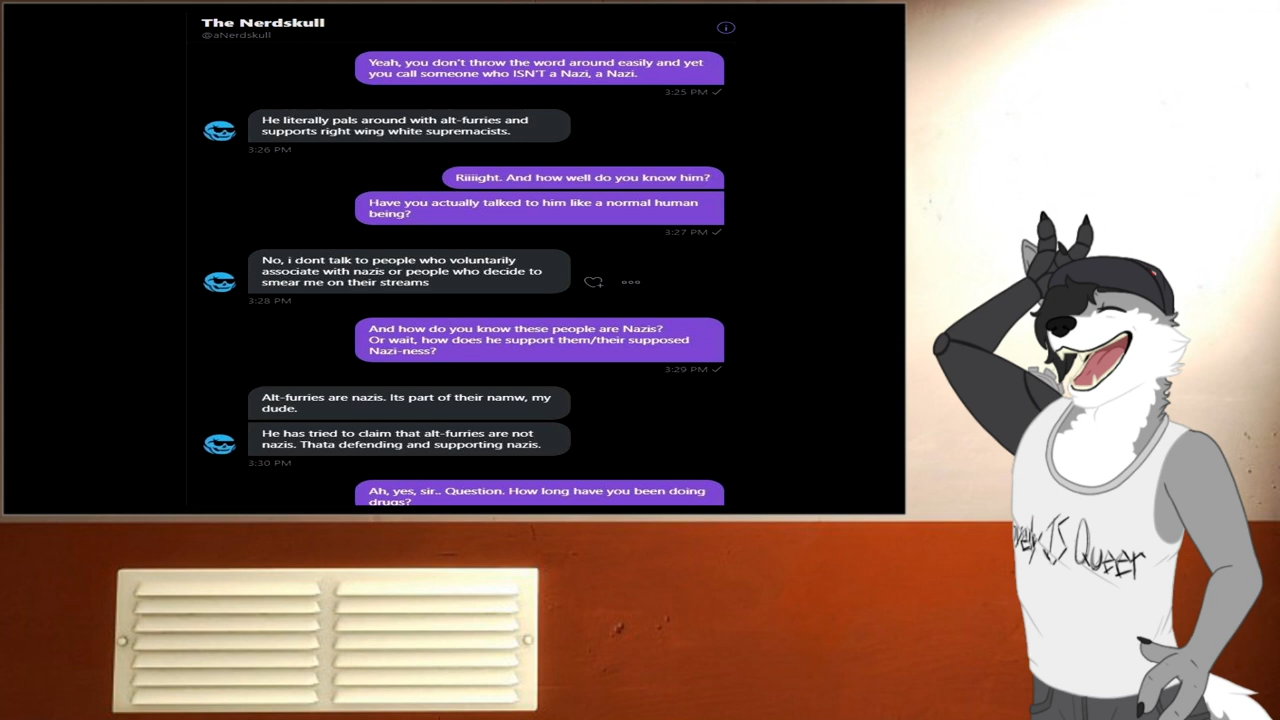 The Nerdskull
@aNerdskull
Yeah, you don't throw the word around easily and yet
you call someone who ISN'T a Nazi, a Nazi.
3:25 PM
He literally pals around with alt-furries and
supports right wing white supremacists.
3:26 PM
Riiiight. And how well do you know him?
Have you actually talked to him like a normal human
being?
3:27 PM
No, i dont talk to people who voluntarily
associate with nazis or people who decide to
smear me on their streams
3:28 PM
And how do you know these people are Nazis?
Or wait, how does he support them/their supposed
Nazi-ness?
3:29 PM
Alt-furries are nazis. Its part of their namw, my
dude.
He has tried to claim that alt-furries are not
nazis. Thata defending and supporting nazis.
3:30 PM
Ah, yes, sir.. Question. How long have you been doing
drugs?
IS Queer